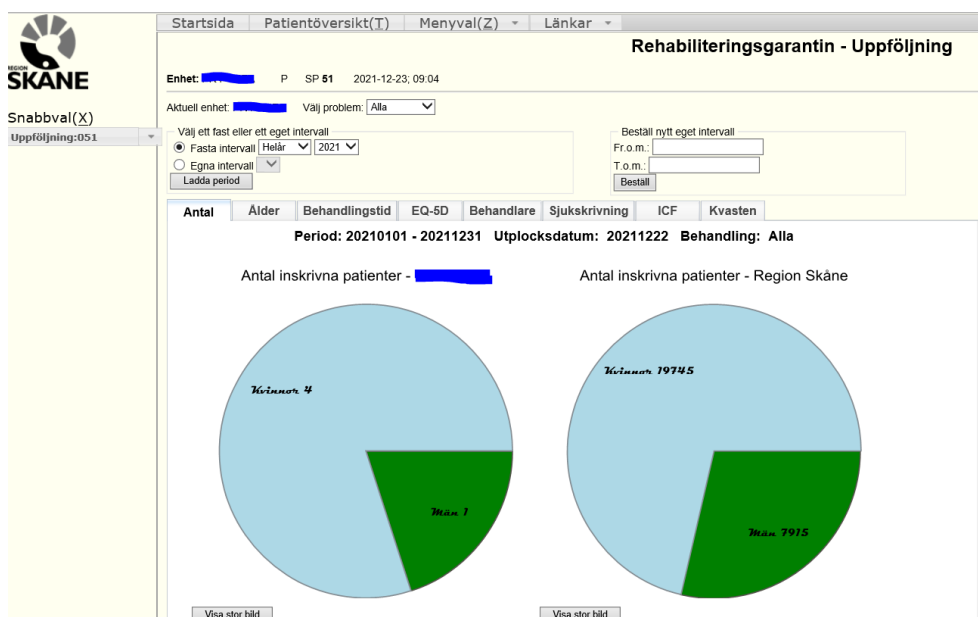 Startsida Patientöversikt(T) Menyval(Z) Länkar
REGION
SKÅNE
Snabbval(X)
Uppföljning:051
Rehabiliteringsgarantin - Uppföljning
Enhet: P SP 51 2021-12-23; 09:04
Aktuell enhet: Välj problem: Alla
Välj ett fast eller ett eget intervall
Fasta intervall Helår 2021
Egna intervall
Ladda period
Beställ nytt eget intervall
Fr.o.m.:
T.o.m.:
Beställ
Antal Ålder Behandlingstid EQ-5D Behandlare Sjukskrivning ICF Kvasten
Period: 20210101 - 20211231 Utplocksdatum: 20211222 Behandling: Alla
Antal inskrivna patienter -
Kvinnor 4
Män 1
Visa stor bild
Antal inskrivna patienter - Region Skåne
Kvinnor 19745
Män 7915
Visa stor bild